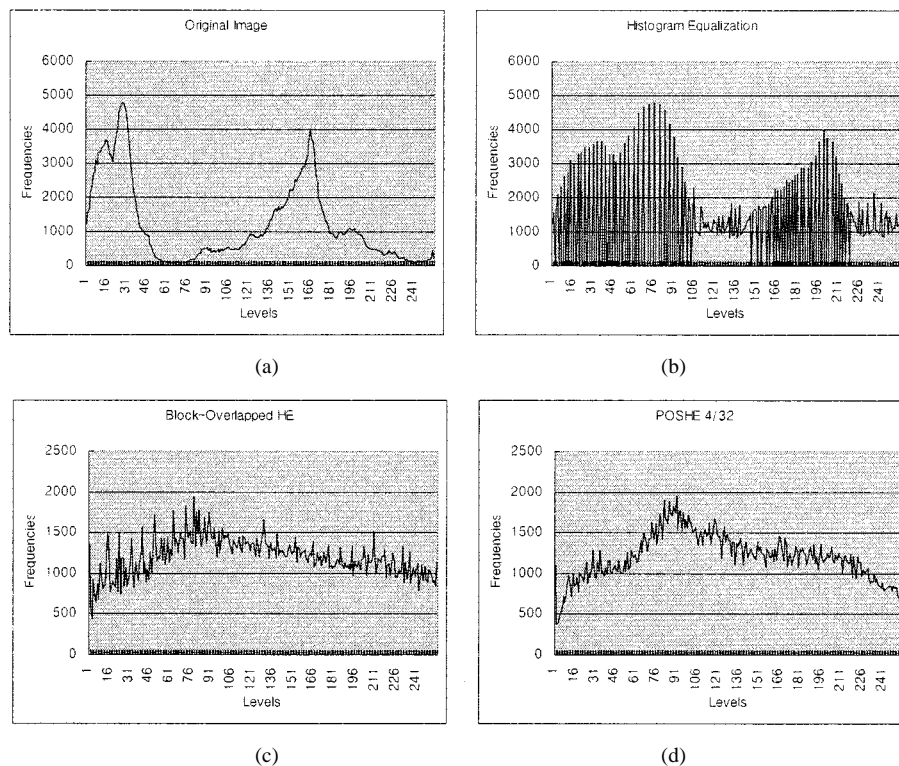 Original Image
Frequencies
6000
5000
4000
3000
2000
1000
0
1 16 31 46 61 76 91 106 121 136 151 166 181 196 211 226 241
Levels
(a)
Histogram Equalization
Frequencies
6000
5000
4000
3000
2000
1000
0
1 16 31 46 61 76 91 106 121 136 151 166 181 196 211 226 241
Levels
(b)
Block-Overlapped HE
Frequencies
2500
2000
1500
1000
500
0
1 16 31 46 61 76 91 106 121 136 151 166 181 196 211 226 241
Levels
(c)
POSHE 4/32
Frequencies
2500
2000
1500
1000
500
0
1 16 31 46 61 76 91 106 121 136 151 166 181 196 211 226 241
Levels
(d)